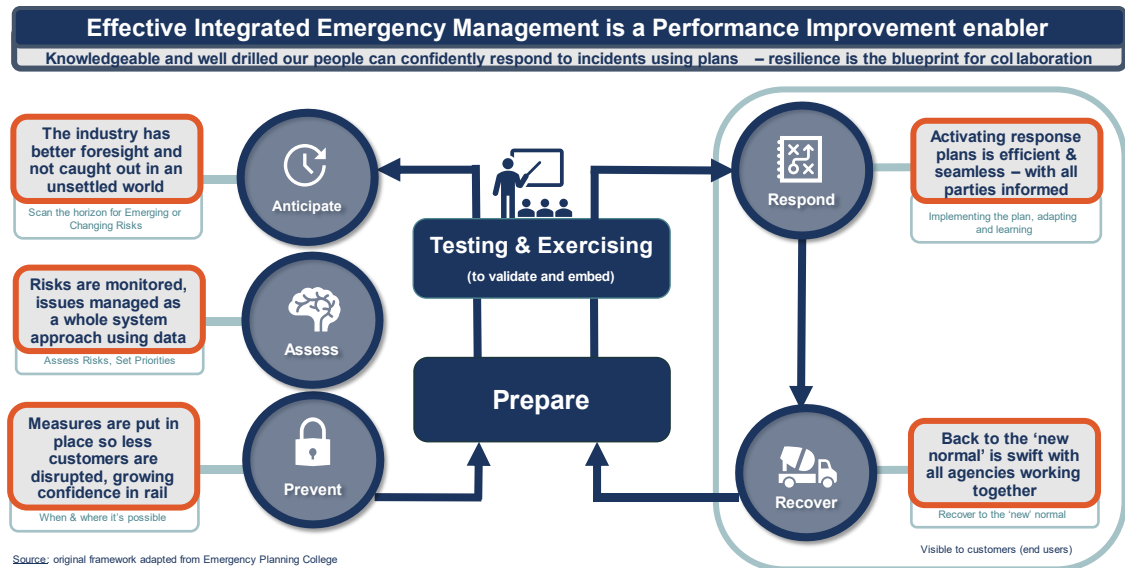 Effective Integrated Emergency Management is a Performance Improvement enabler
Knowledgeable and well drilled our people can confidently respond to incidents using plans – resilience is the blueprint for collaboration
The industry has
better foresight and
not caught out in an
unsettled world
Scan the horizon for Emerging or
Changing Risks
Anticipate
Risks are monitored,
issues managed as
a whole system
approach using data
Assess Risks, Set Priorities
Assess
Measures are put in
place so less
customers are
disrupted, growing
confidence in rail
When & where it's possible
Prevent
Testing & Exercising
(to validate and embed)
Prepare
Respond
Activating response
plans is efficient &
seamless – with all
parties informed
Implementing the plan, adapting
and learning
Recover
Back to the ‘new
normal’ is swift with
all agencies working
together
Recover to the ‘new’ normal
Visible to customers (end users)
Source: original framework adapted from Emergency Planning College